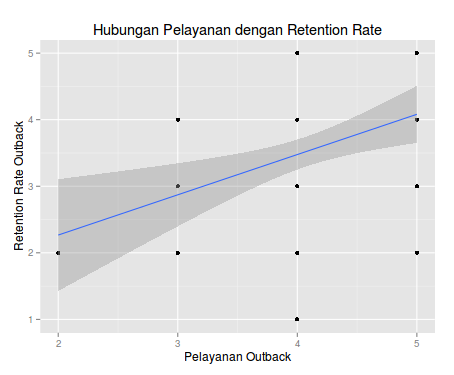 Hubungan Pelayanan dengan Retention Rate
5
4
3
2
1
Retention Rate Outback
2 3 4 5
Pelayanan Outback